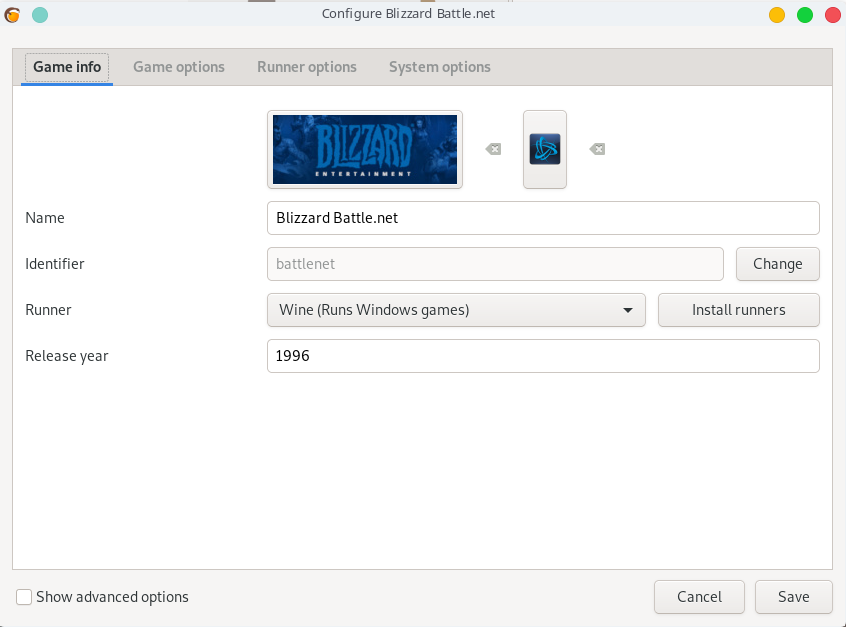 Configure Blizzard Battle.net
Game info Game options Runner options System options
BLIZZARD
ENTERTAINMENT
Name Blizzard Battle.net
Identifier battlenet Change
Runner Wine (Runs Windows games) Install runners
Release year 1996
Show advanced options Cancel Save